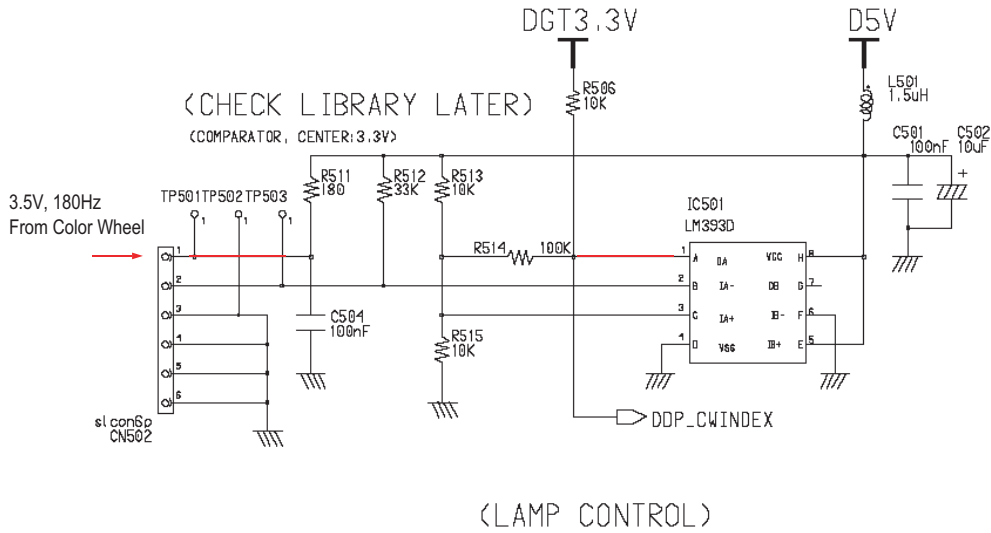 DGT3.3V
D5V
R506
10K
L501
1.5uH
(CHECK LIBRARY LATER)
(COMPARATOR, CENTER:3.3V)
C501
100nF
C502
10uF
+
3.5V, 180Hz
From Color Wheel
TP501 TP502 TP503
1 1 1
R511
180
R512
33K
R513
10K
IC501
LM393D
R514 100K
1 A OA VCC H 8
2 B IA- OB G 7
3 C IA+ IB- F 6
4 D VSG IB+ E 5
1
2
3
4
5
6
C504
100nF
R515
10K
slcon6p
CN502
DDP_CWINDEX
(LAMP CONTROL)